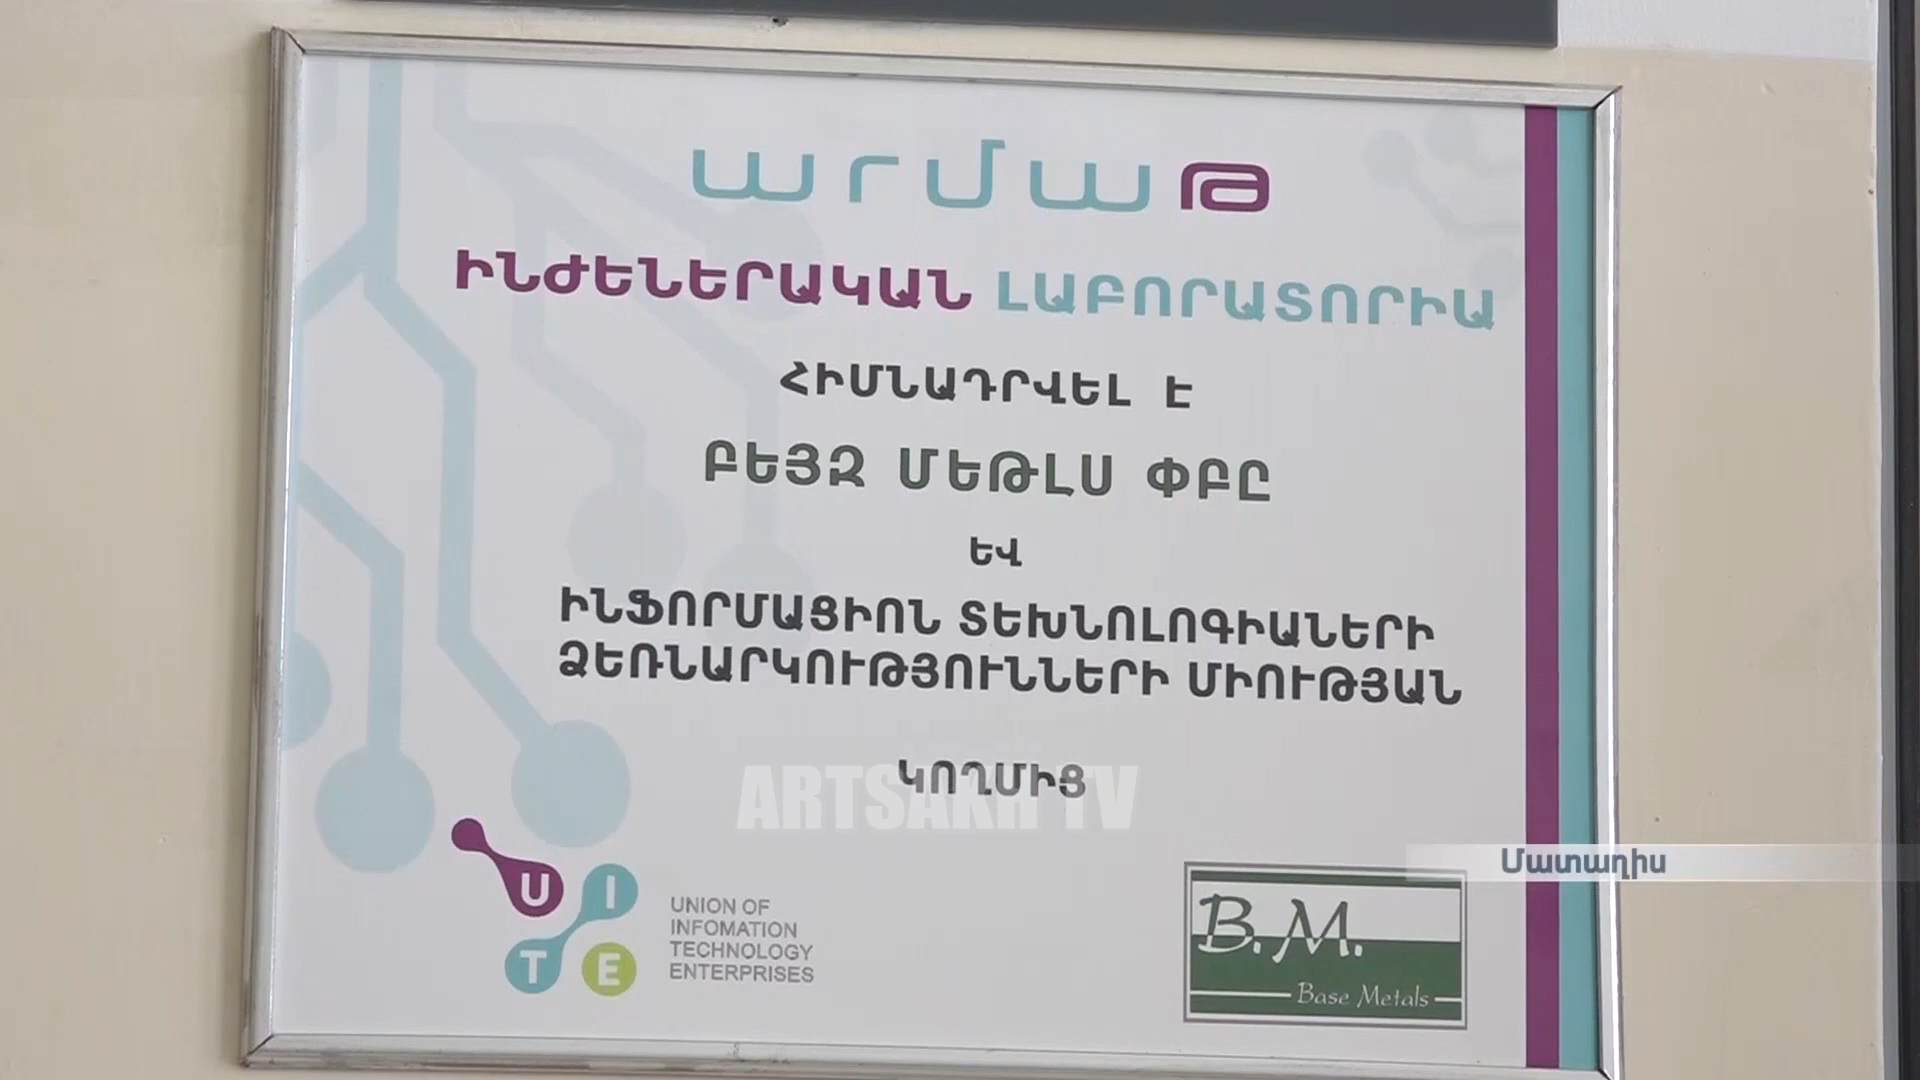 արմաթ
ԻՆԺԵՆԵՐԱԿԱՆ ԼԱԲՈՐԱՏՈՐԻԱ
ՀԻՄՆԱԴՐՎԵԼ Է
ԲԵՅԶ ՄԵԹԼՍ ՓԲԸ
ԵՎ
ԻՆՖՈՐՄԱՑԻՈՆ ՏԵԽՆՈԼՈԳԻԱՆԵՐԻ
ՁԵՌՆԱՐԿՈՒԹՅՈՒՆՆԵՐԻ ՄԻՈՒԹՅԱՆ
ԿՈՂՄԻՑ
ARTSAKH TV
Մատաղիս
U I
T E
UNION OF
INFOMATION
TECHNOLOGY
ENTERPRISES
B.M.
Base Metals